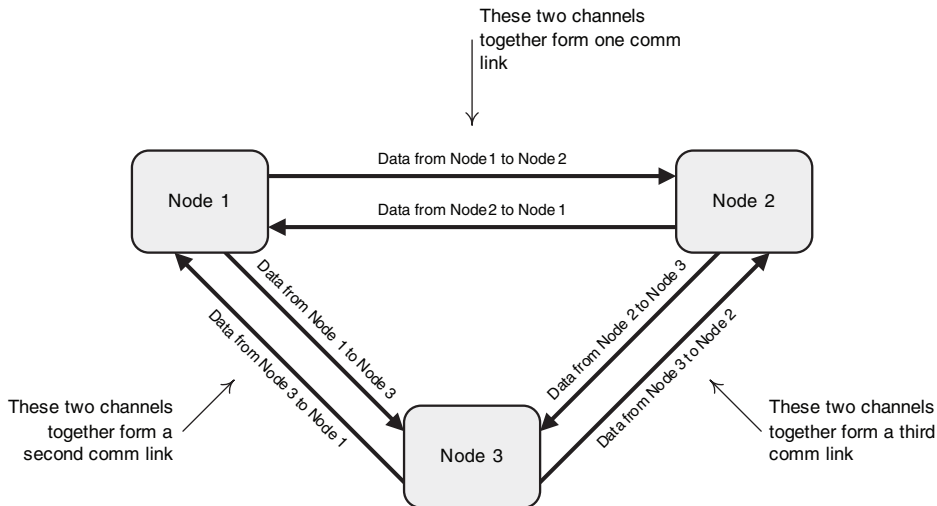 These two channels
together form one comm
link
Data from Node 1 to Node 2
Node 1
Node 2
Data from Node 2 to Node 1
Data from Node 1 to Node 3
Data from Node 3 to Node 1
Data from Node 2 to Node 3
Data from Node 3 to Node 2
These two channels
together form a
second comm link
Node 3
These two channels
together form a third
comm link